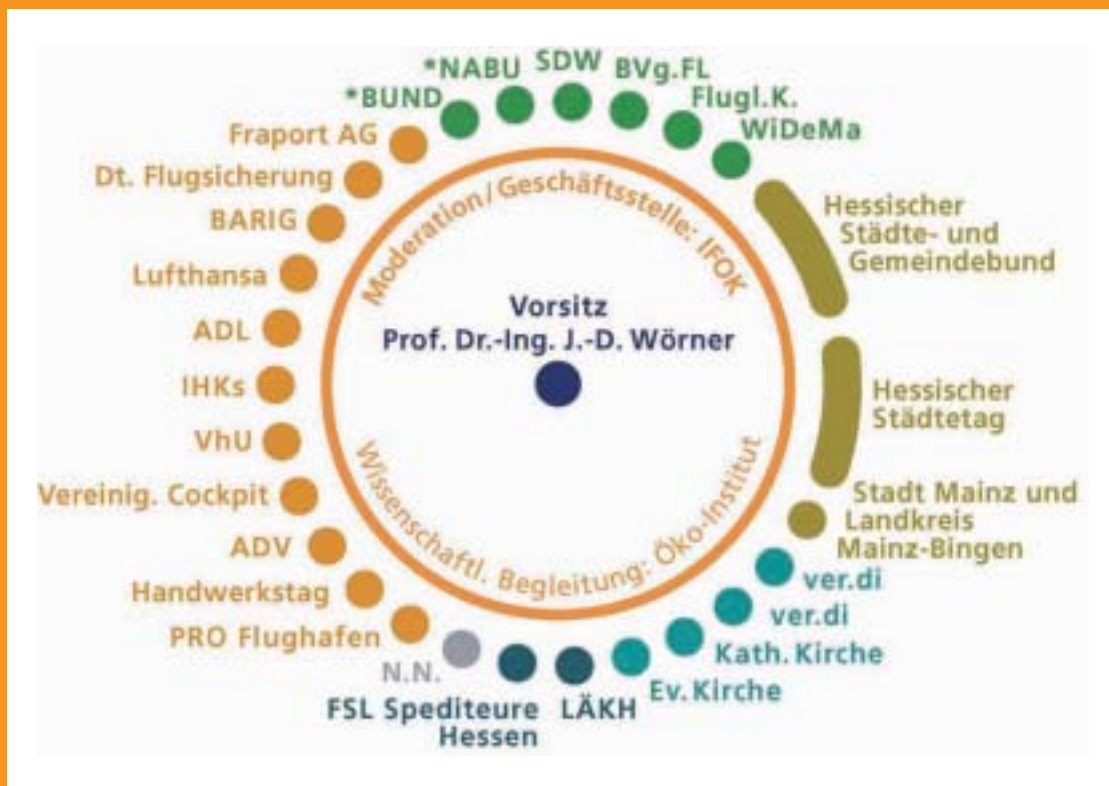 *BUND
*NABU
SDW
BVg.FL
Flugl.K.
WiDeMa
Hessischer
Städte- und
Gemeindebund
Hessischer
Städtetag
Stadt Mainz und
Landkreis
Mainz-Bingen
ver.di
ver.di
Kath. Kirche
Ev. Kirche
LÄKH
FSL Spediteure
Hessen
N.N.
PRO Flughafen
Handwerkstag
ADV
Vereinig. Cockpit
VhU
IHKs
ADL
Lufthansa
BARIG
Dt. Flugsicherung
Fraport AG
Moderation/Geschäftsstelle: IFOK
Vorsitz
Prof. Dr.-Ing. J.-D. Wörner
Wissenschaftl. Begleitung: Öko-Institut